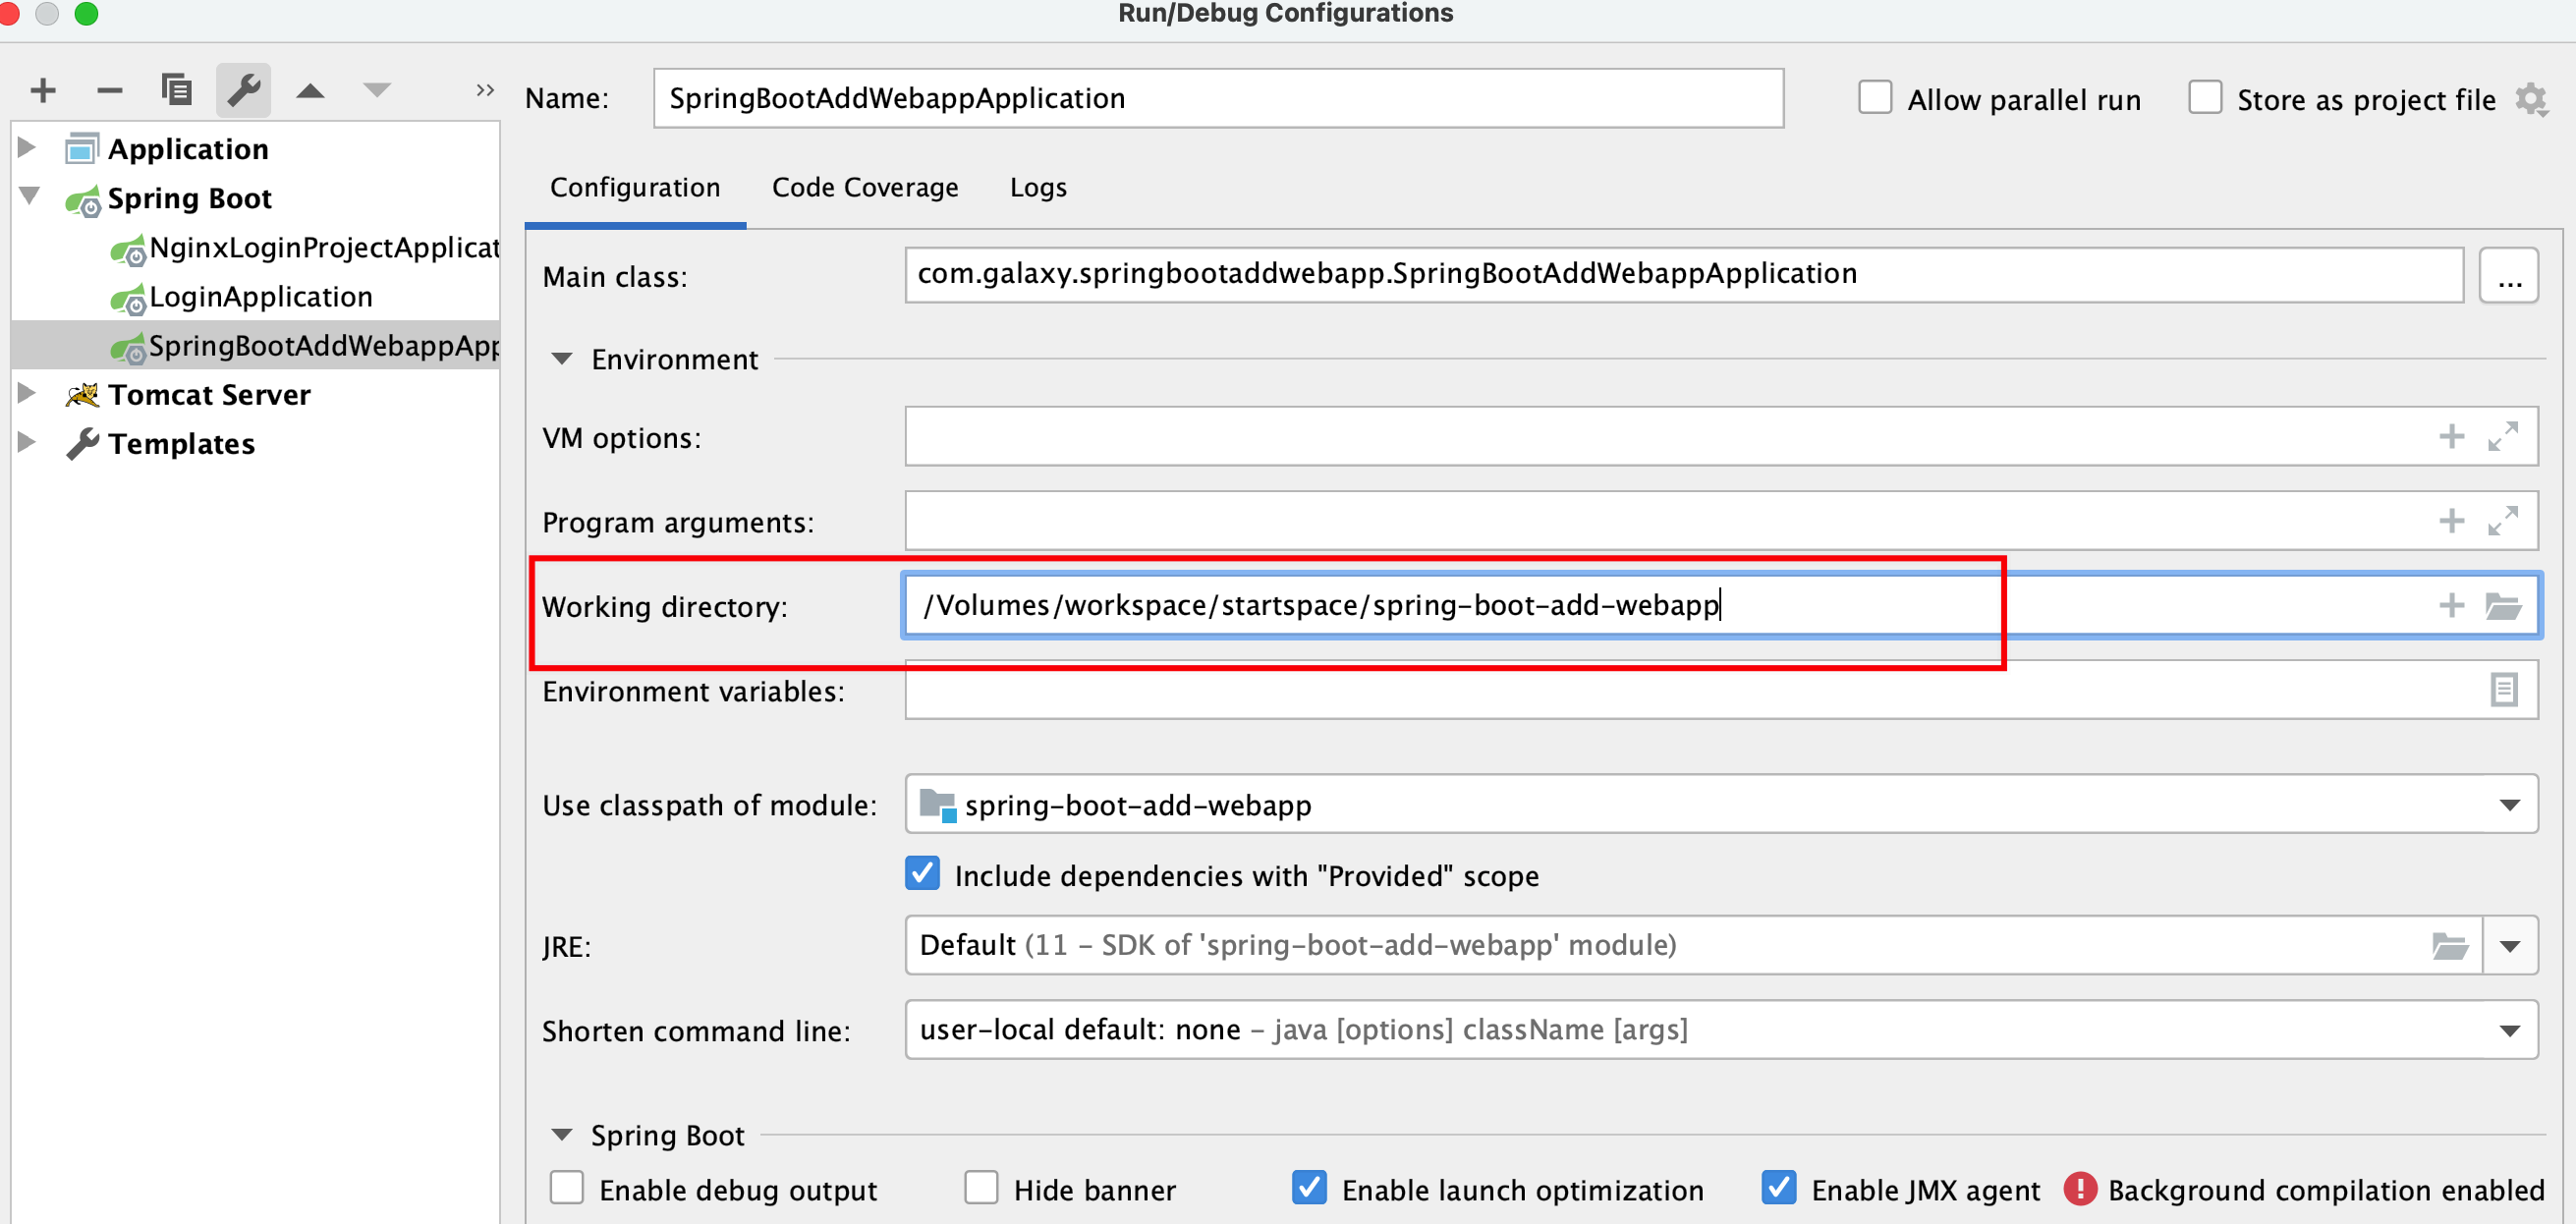 Run/Debug Configurations
Name: SpringBootAddWebappApplication Allow parallel run Store as project file
Application
Spring Boot
NginxLoginProjectApplicat
LoginApplication
SpringBootAddWebappApp
Tomcat Server
Templates
Configuration Code Coverage Logs
Main class: com.galaxy.springbootaddwebapp.SpringBootAddWebappApplication ...
Environment
VM options:
Program arguments:
Working directory: /Volumes/workspace/startspace/spring-boot-add-webapp
Environment variables:
Use classpath of module: spring-boot-add-webapp
Include dependencies with "Provided" scope
JRE: Default (11 – SDK of 'spring-boot-add-webapp' module)
Shorten command line: user-local default: none – java [options] className [args]
Spring Boot
Enable debug output Hide banner Enable launch optimization Enable JMX agent Background compilation enabled